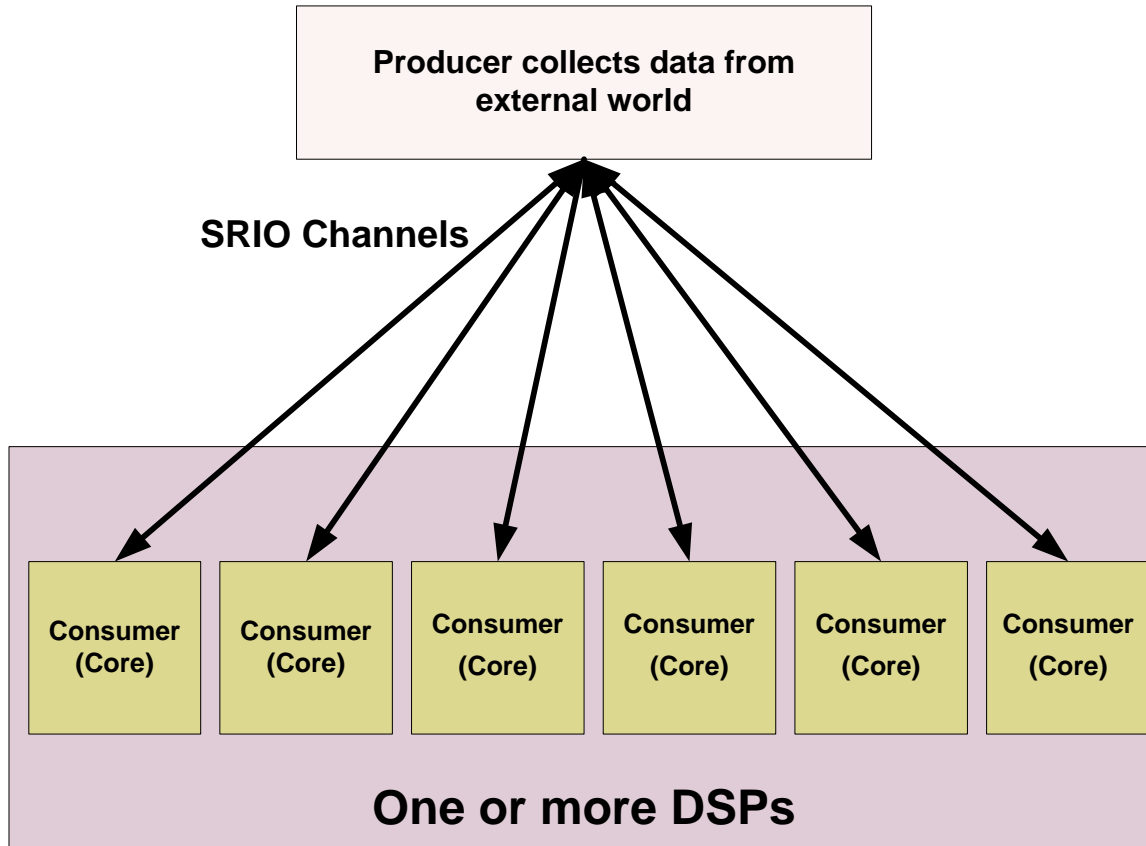 Producer collects data from
external world
SRIO Channels
Consumer
(Core)
Consumer
(Core)
Consumer
(Core)
Consumer
(Core)
Consumer
(Core)
Consumer
(Core)
One or more DSPs